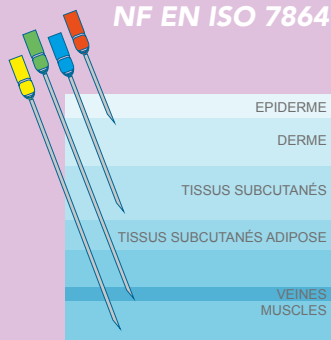 NF EN ISO 7864
EPIDERME
DERME
TISSUS SUBCUTANÉS
TISSUS SUBCUTANÉS ADIPOSE
VEINES
MUSCLES